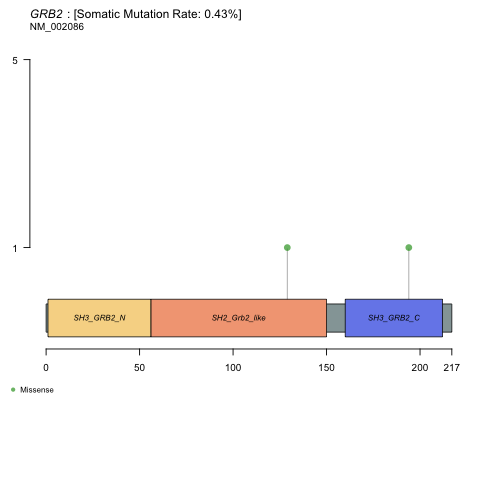 GRB2 : [Somatic Mutation Rate: 0.43%]
NM_002086
5
1
SH3_GRB2_N
SH2_Grb2_like
SH3_GRB2_C
0
50
100
150
200
217
Missense